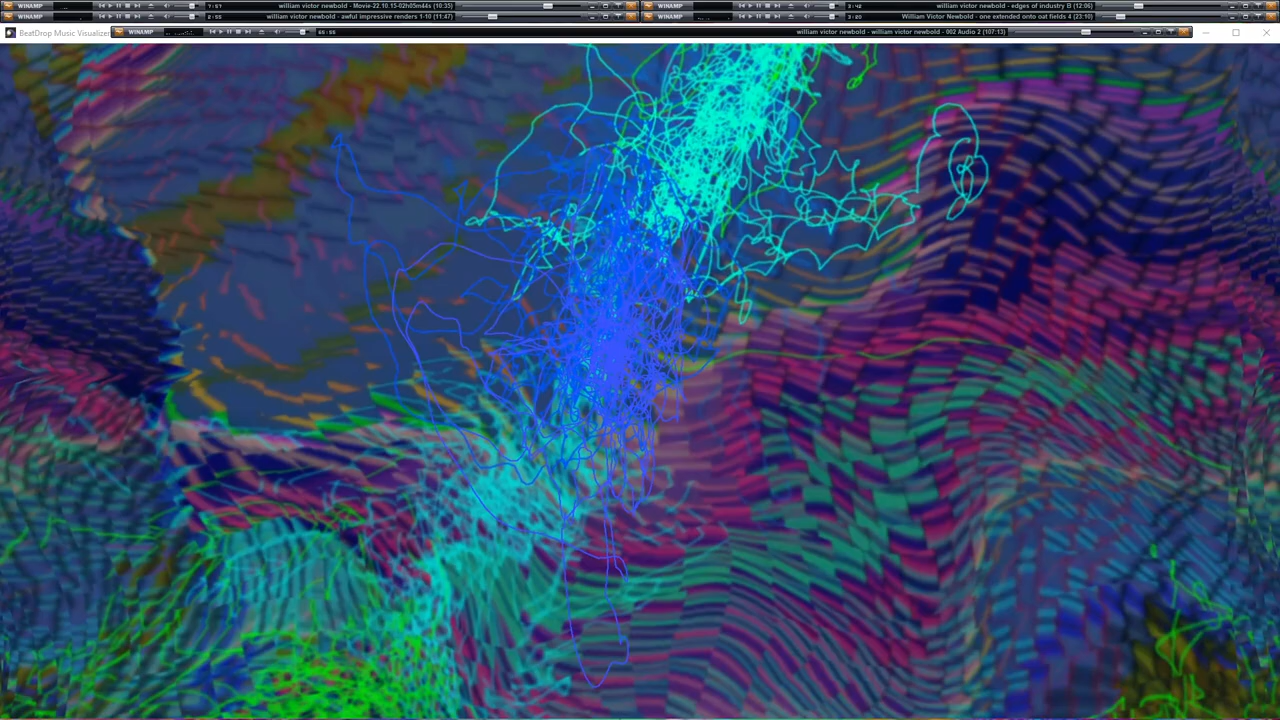 WINAMP 7:57 william victor newbold - Movie-22.10.15-02h05m44s (10:35)
WINAMP 3:42 william victor newbold - edges of industry B (12:06)
WINAMP 2:55 william victor newbold - awful impressive renders 1-10 (11:47)
WINAMP 3:20 William Victor Newbold - one extended onto oat fields 4 (23:10)
BeatDrop Music Visualizer
WINAMP 65:55 william victor newbold - william victor newbold - 002 Audio 2 (107:13)